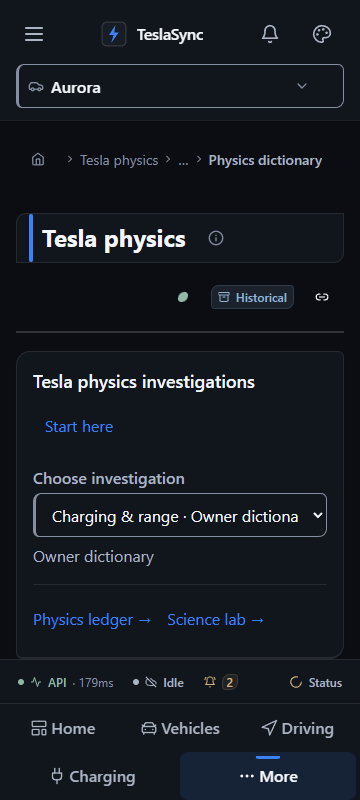 TeslaSync
Aurora
Tesla physics ... Physics dictionary
Tesla physics
Historical
Tesla physics investigations
Start here
Choose investigation
Charging & range · Owner dictiona
Owner dictionary
Physics ledger → Science lab →
API · 179ms Idle 2 Status
Home Vehicles Driving
Charging More